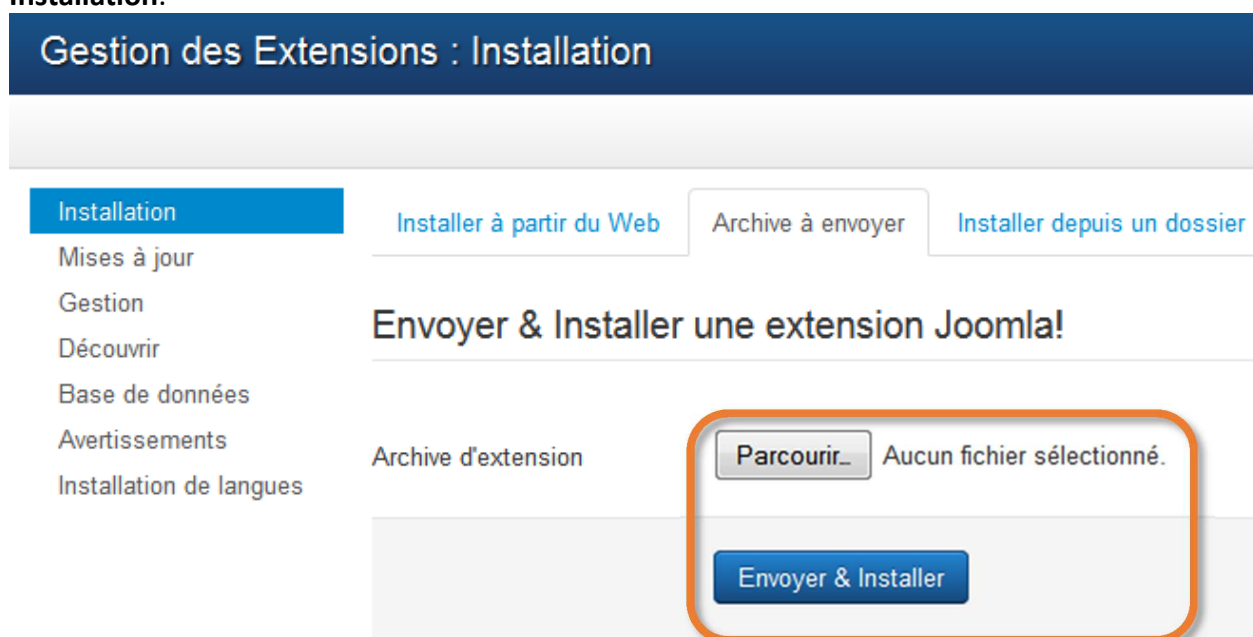 Installation.
Gestion des Extensions : Installation
Installer à partir du Web Archive à envoyer Installer depuis un dossier
Installation
Mises à jour
Gestion
Découvrir
Base de données
Avertissements
Installation de langues
Envoyer & Installer une extension Joomla!
Archive d'extension Parcourir... Aucun fichier sélectionné.
Envoyer & Installer